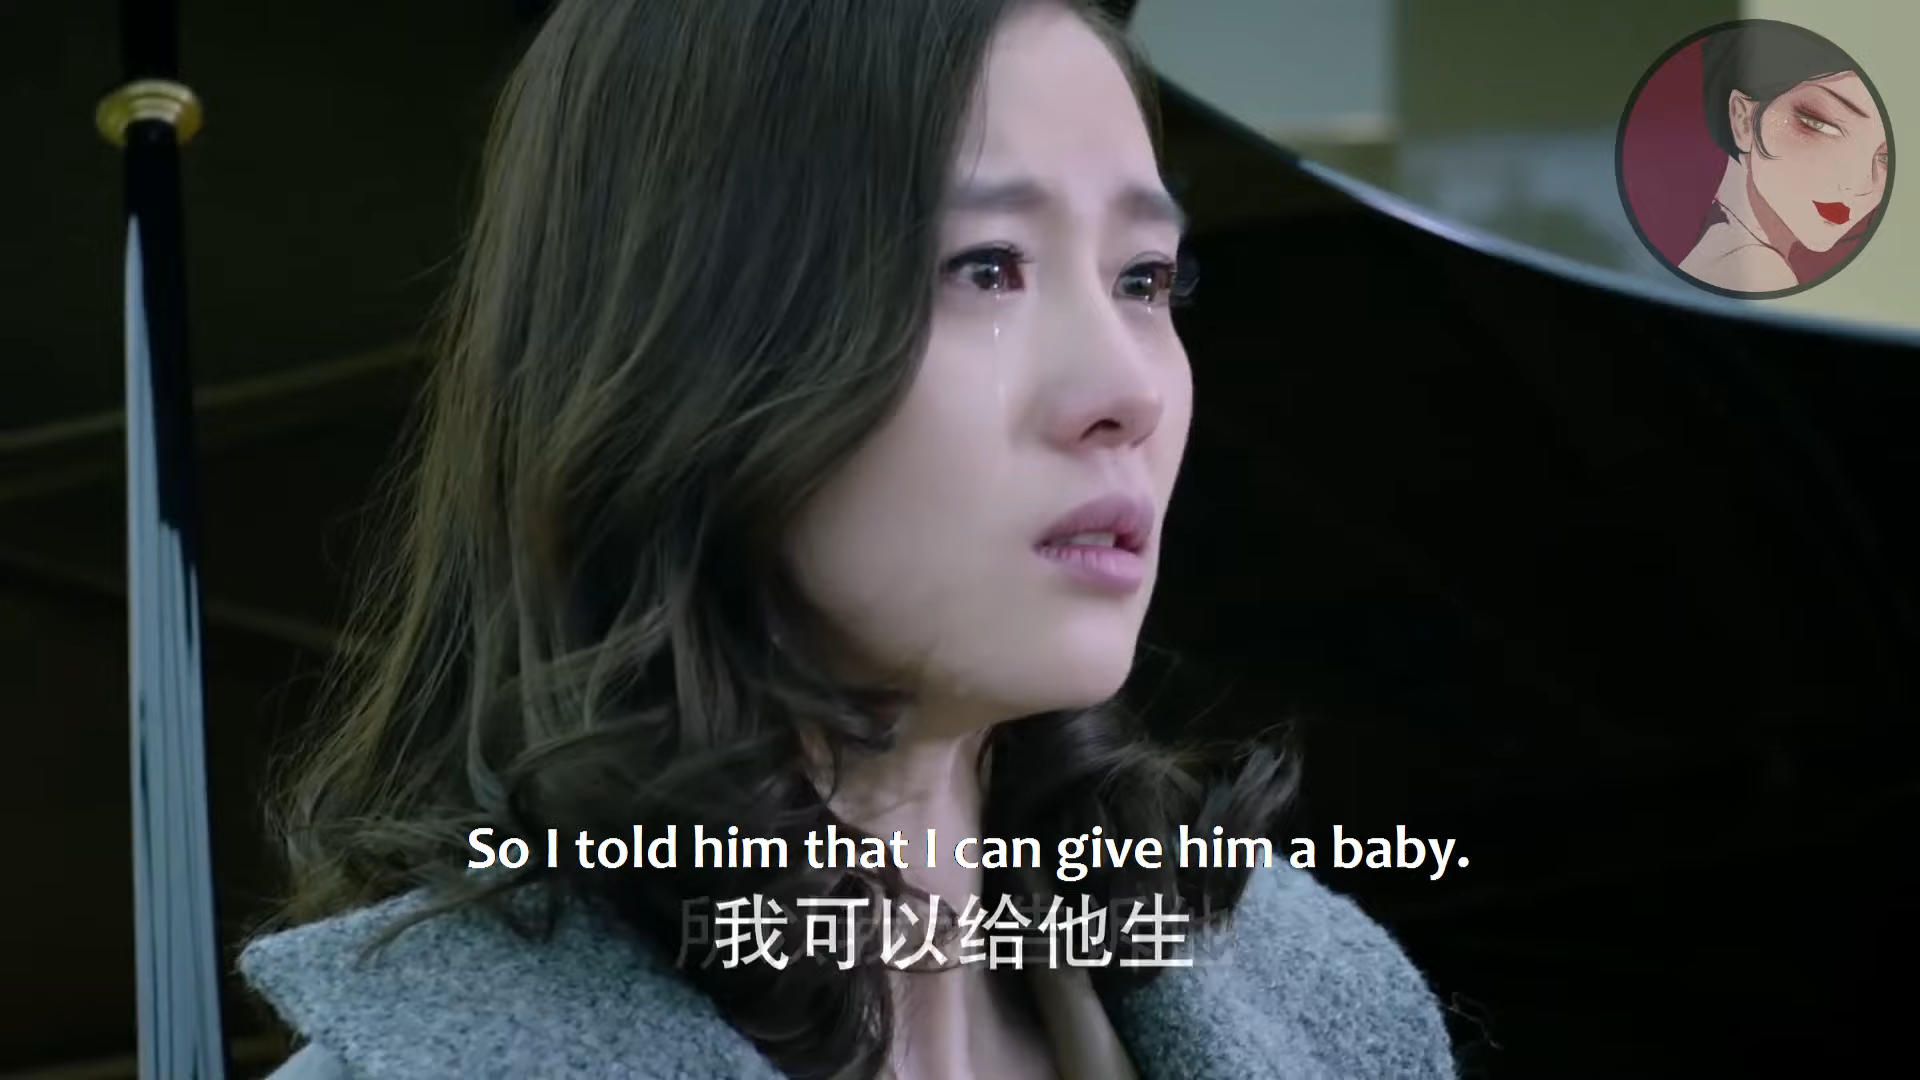 So I told him that I can give him a baby.
我可以给他生